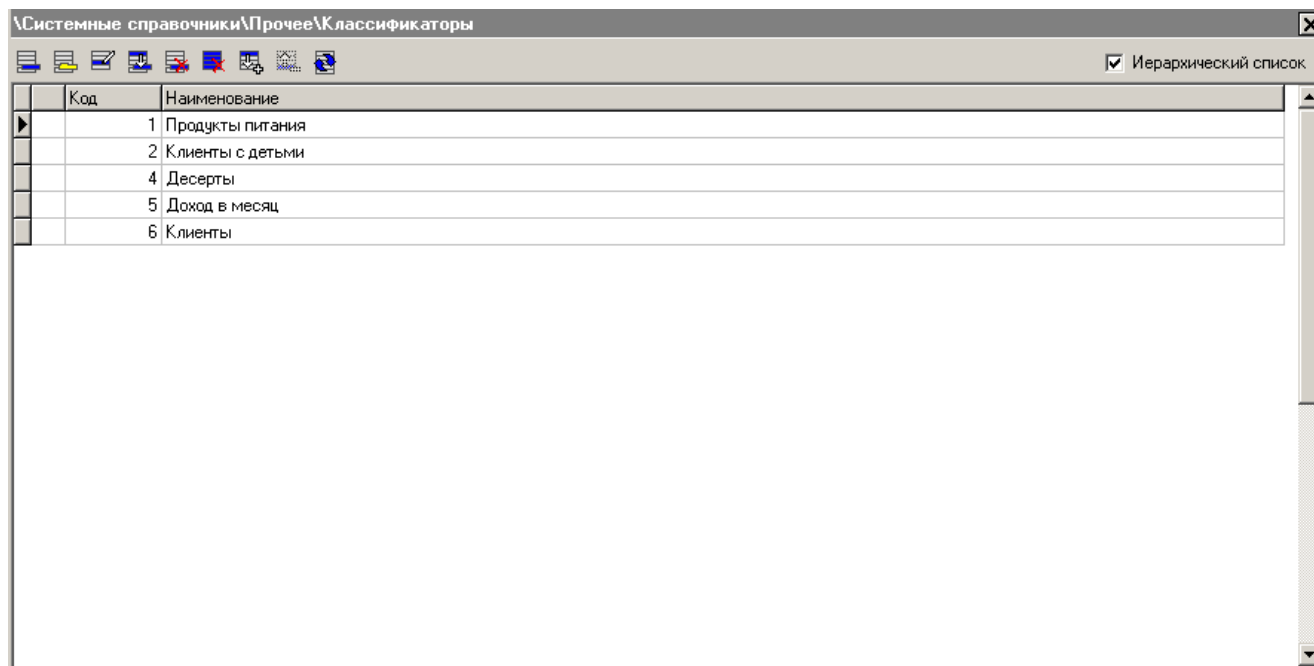 \Системные справочники\Прочее\Классификаторы
Иерархический список
Код Наименование
1 Продукты питания
2 Клиенты с детьми
4 Десерты
5 Доход в месяц
6 Клиенты